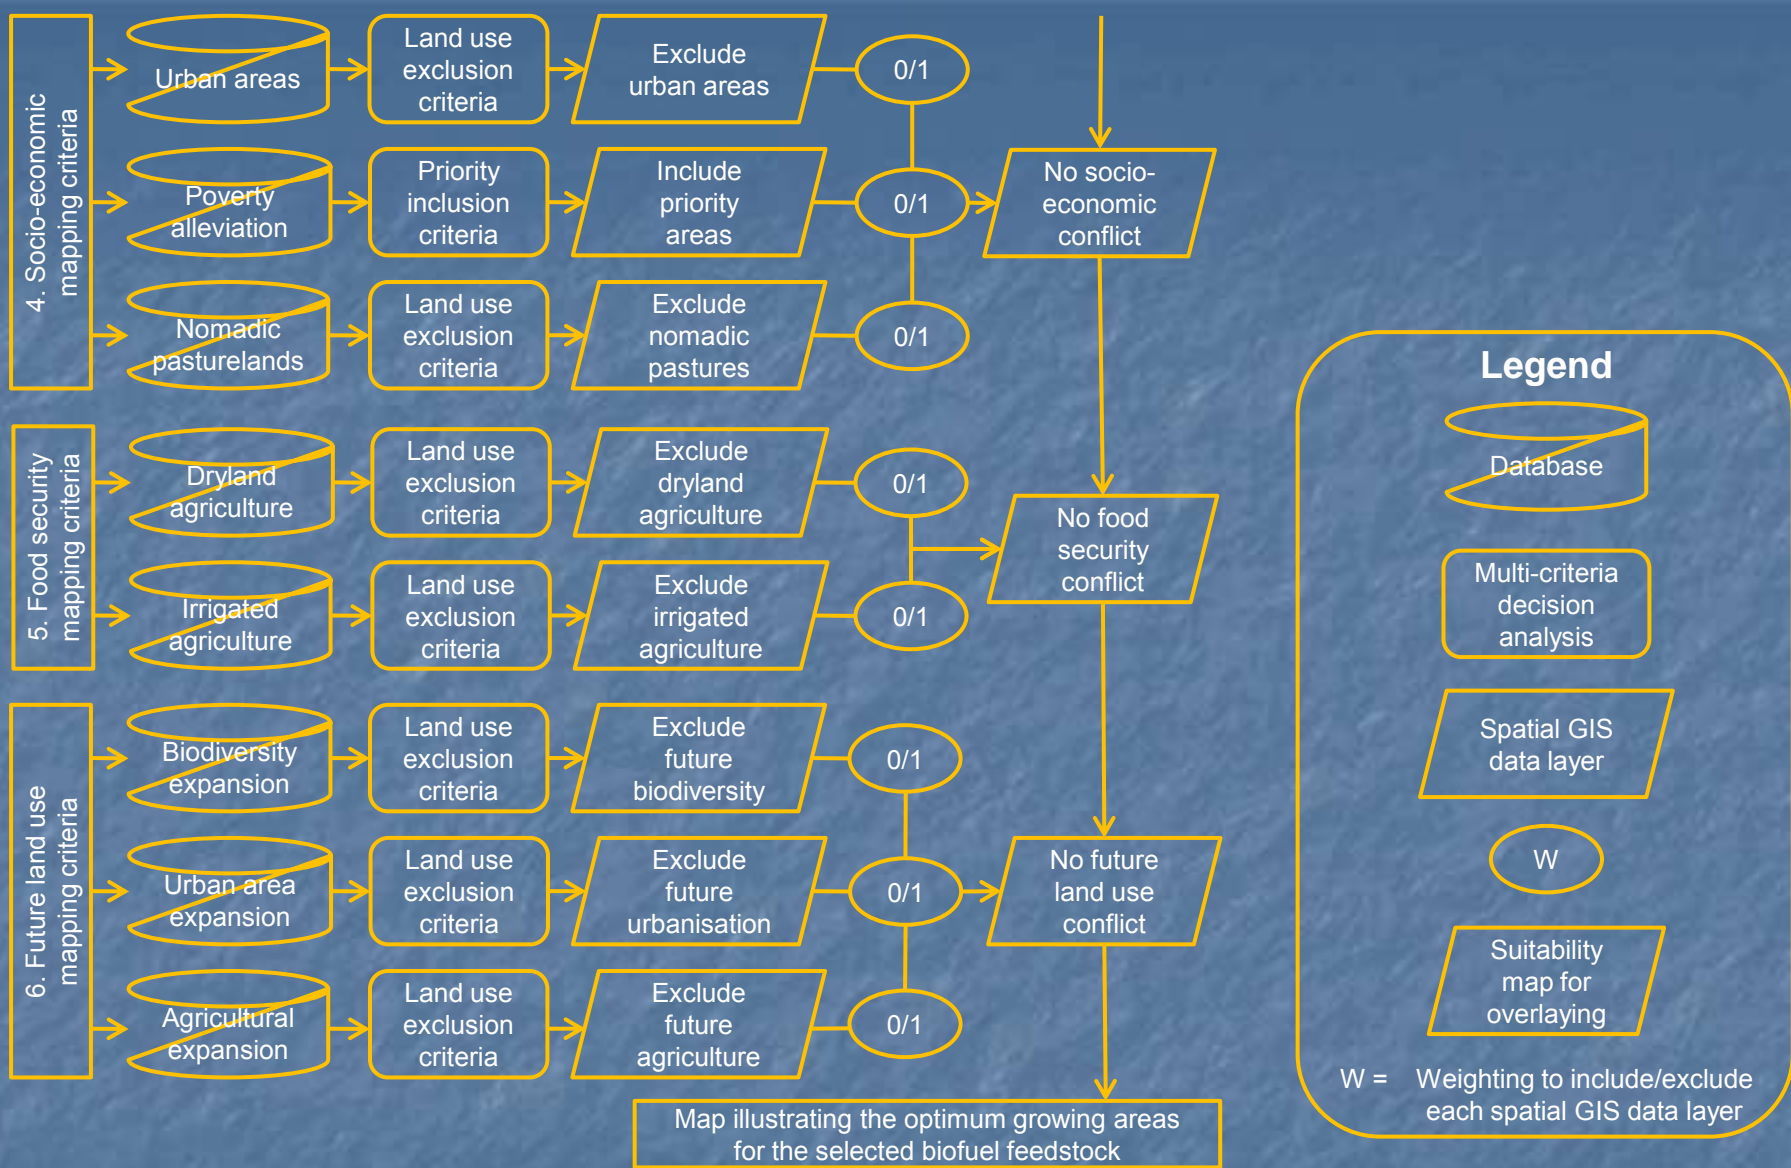 4. Socio-economic
mapping criteria
Urban areas
Land use
exclusion
criteria
Exclude
urban areas
0/1
Poverty
alleviation
Priority
inclusion
criteria
Include
priority
areas
0/1
No socio-
economic
conflict
Nomadic
pasturelands
Land use
exclusion
criteria
Exclude
nomadic
pastures
0/1
5. Food security
mapping criteria
Dryland
agriculture
Land use
exclusion
criteria
Exclude
dryland
agriculture
0/1
No food
security
conflict
Irrigated
agriculture
Land use
exclusion
criteria
Exclude
irrigated
agriculture
0/1
6. Future land use
mapping criteria
Biodiversity
expansion
Land use
exclusion
criteria
Exclude
future
biodiversity
0/1
Urban area
expansion
Land use
exclusion
criteria
Exclude
future
urbanisation
0/1
No future
land use
conflict
Agricultural
expansion
Land use
exclusion
criteria
Exclude
future
agriculture
0/1
Map illustrating the optimum growing areas
for the selected biofuel feedstock
Legend
Database
Multi-criteria
decision
analysis
Spatial GIS
data layer
W
Suitability
map for
overlaying
W = Weighting to include/exclude
each spatial GIS data layer